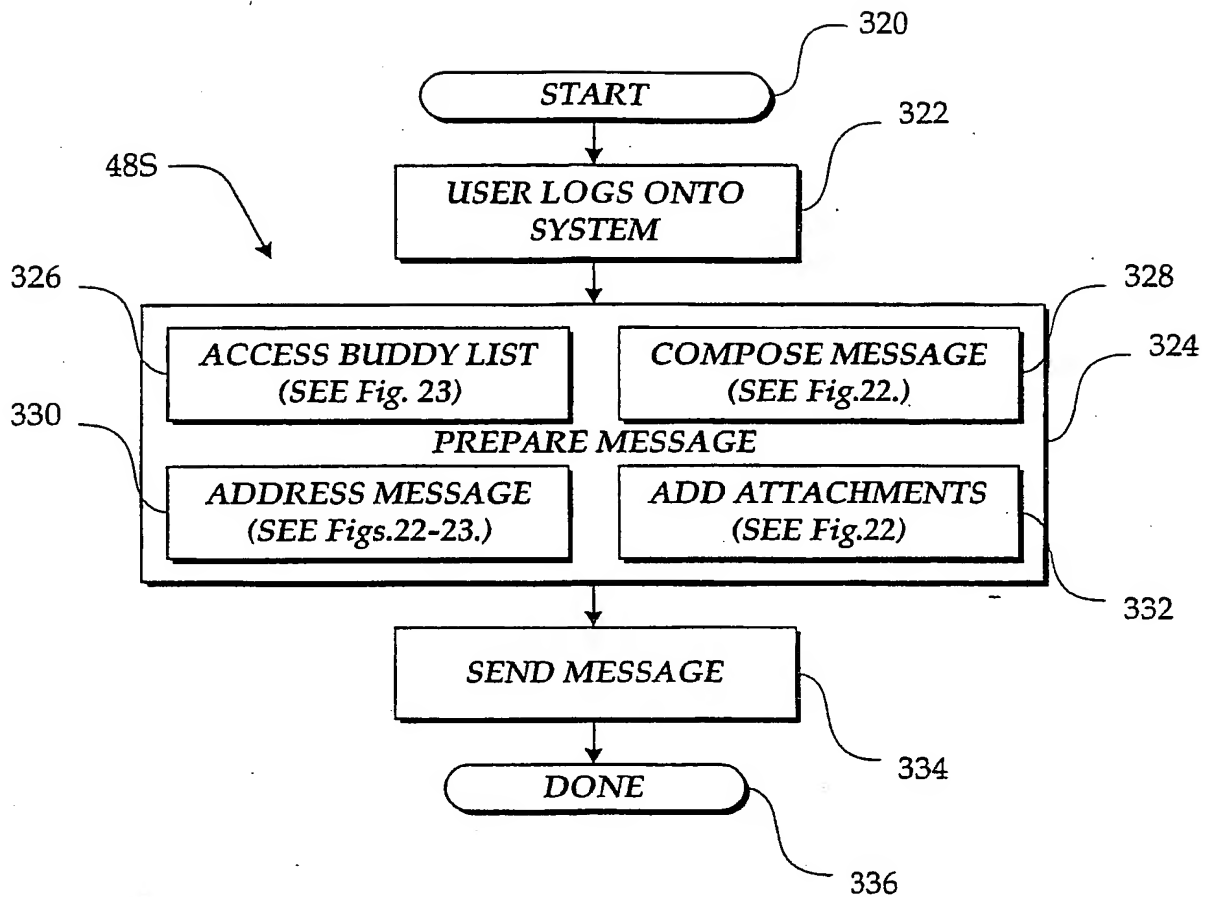 320
START
322
48S
USER LOGS ONTO
SYSTEM
326
328
ACCESS BUDDY LIST
(SEE Fig. 23)
COMPOSE MESSAGE
(SEE Fig.22.)
324
330
PREPARE MESSAGE
ADDRESS MESSAGE
(SEE Figs.22-23.)
ADD ATTACHMENTS
(SEE Fig.22)
332
SEND MESSAGE
334
DONE
336